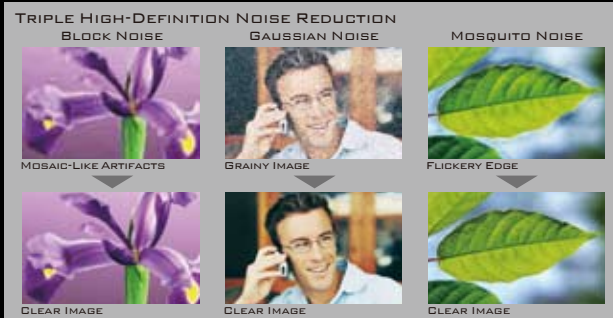 Triple High-Definition Noise Reduction
Block Noise
Gaussian Noise
Mosquito Noise
Mosaic-Like Artifacts
Grainy Image
Flickery Edge
Clear Image
Clear Image
Clear Image